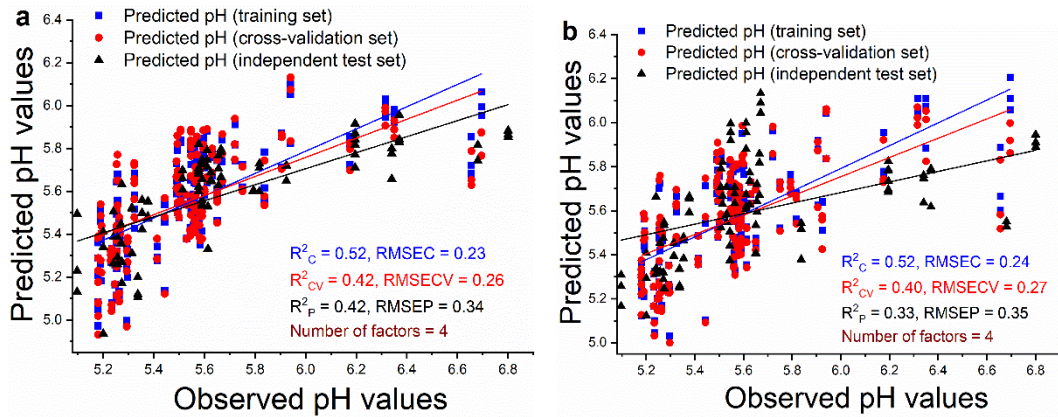 a
Predicted pH (training set)
Predicted pH (cross-validation set)
Predicted pH (independent test set)
6.4
6.2
6.0
5.8
5.6
5.4
5.2
5.0
Predicted pH values
R²C = 0.52, RMSEC = 0.23
R²CV = 0.42, RMSECV = 0.26
R²P = 0.42, RMSEP = 0.34
Number of factors = 4
5.2 5.4 5.6 5.8 6.0 6.2 6.4 6.6 6.8
Observed pH values
b
Predicted pH (training set)
Predicted pH (cross-validation set)
Predicted pH (independent test set)
6.4
6.2
6.0
5.8
5.6
5.4
5.2
5.0
Predicted pH values
R²C = 0.52, RMSEC = 0.24
R²CV = 0.40, RMSECV = 0.27
R²P = 0.33, RMSEP = 0.35
Number of factors = 4
5.2 5.4 5.6 5.8 6.0 6.2 6.4 6.6 6.8
Observed pH values